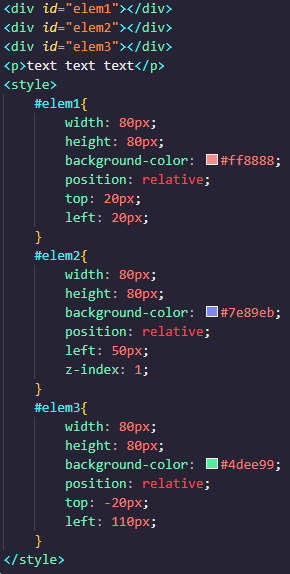 <div id="elem1"></div>
<div id="elem2"></div>
<div id="elem3"></div>
<p>text text text</p>
<style>
    #elem1{
        width: 80px;
        height: 80px;
        background-color: #ff8888;
        position: relative;
        top: 20px;
        left: 20px;
    }
    #elem2{
        width: 80px;
        height: 80px;
        background-color: #7e89eb;
        position: relative;
        left: 50px;
        z-index: 1;
    }
    #elem3{
        width: 80px;
        height: 80px;
        background-color: #4dee99;
        position: relative;
        top: -20px;
        left: 110px;
    }
</style>